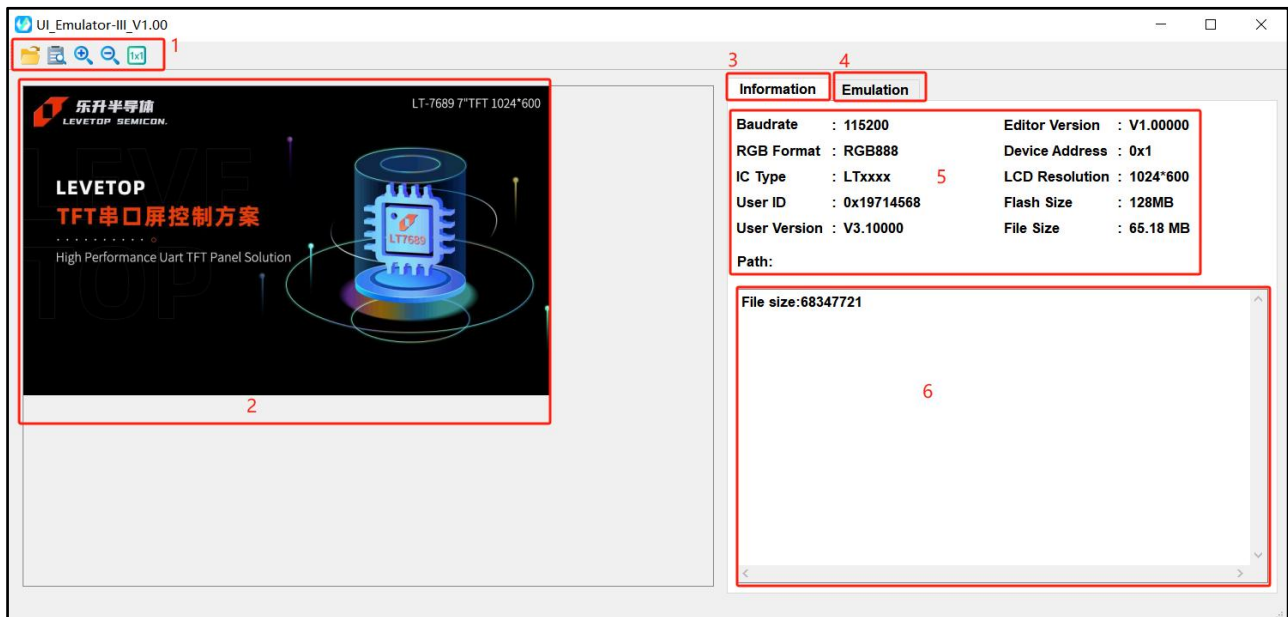 UI_Emulator-III_V1.00
1x1
1
3
4
Information
Emulation
乐升半导体
LEVETOP SEMICON.
LT-7689 7"TFT 1024*600
LEVETOP
TFT串口屏控制方案
High Performance Uart TFT Panel Solution
LT7689
LEVE
TOP
2
Baudrate : 115200
Editor Version : V1.00000
RGB Format : RGB888
Device Address : 0x1
IC Type : LTxxxx
5
LCD Resolution : 1024*600
User ID : 0x19714568
Flash Size : 128MB
User Version : V3.10000
File Size : 65.18 MB
Path:
File size:68347721
6